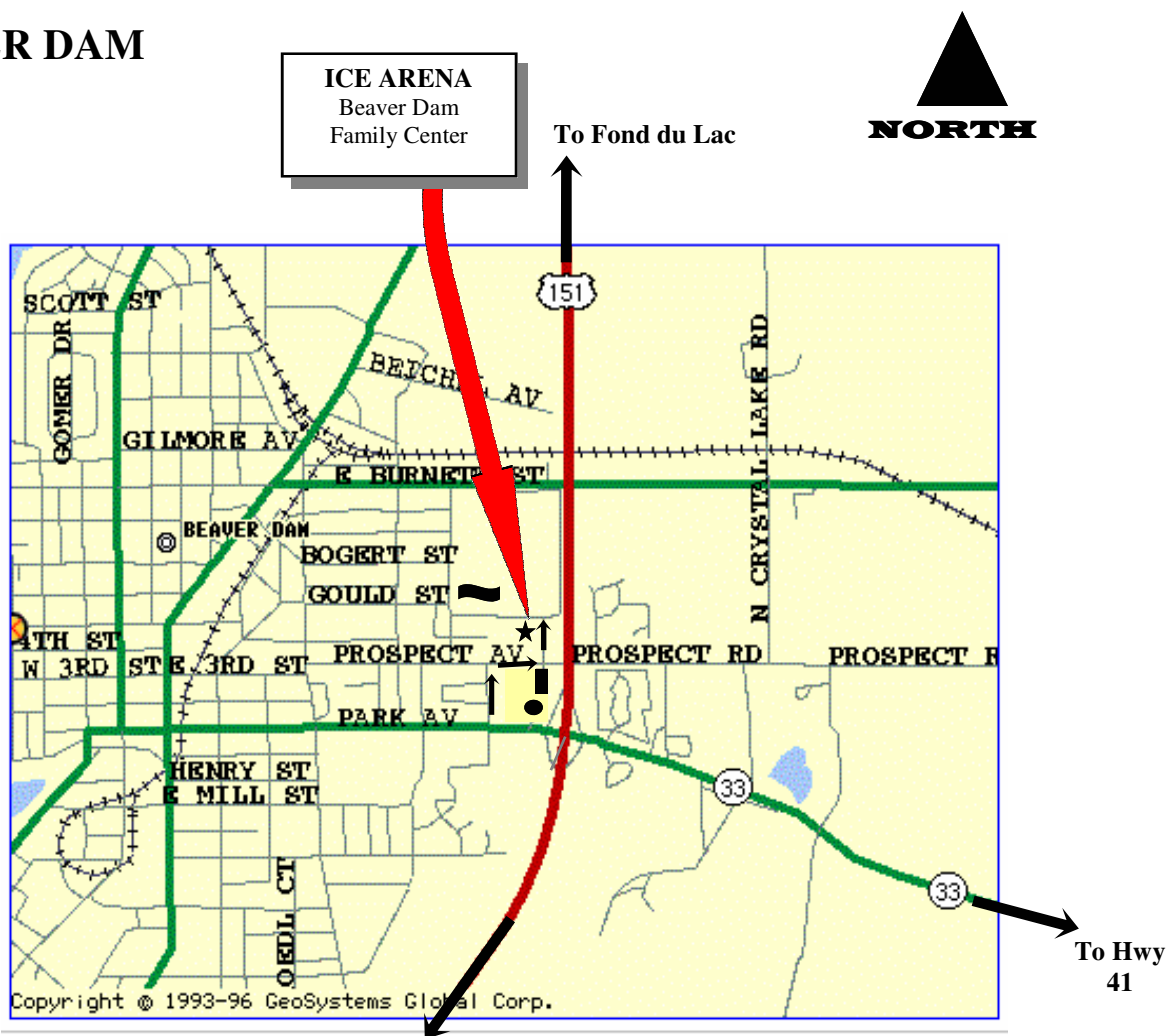 R DAM
ICE ARENA
Beaver Dam
Family Center
To Fond du Lac
NORTH
151
SCOTT ST
GOMER DR
N CRYSTAL LAKE RD
GILMORE AV
E BURNETT ST
BEAVER DAM
BOGERT ST
GOULD ST
4TH ST
W 3RD ST
E 3RD ST
PROSPECT AV
PROSPECT RD
PROSPECT R
PARK AV
HENRY ST
E MILL ST
33
33
OEDL CT
To Hwy
41
Copyright © 1993-96 GeoSystems Global Corp.